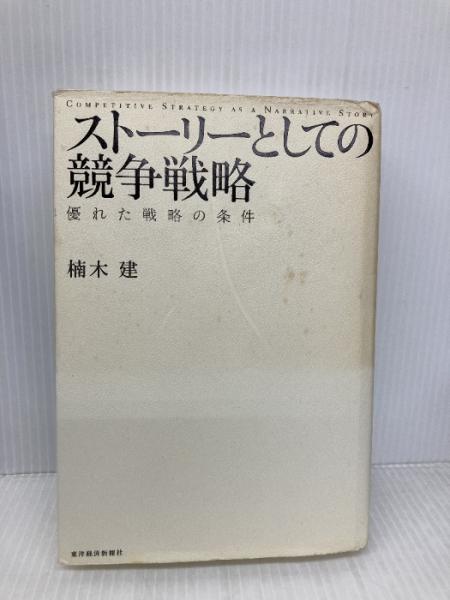 COMPETITIVE STRATEGY AS A NARRATIVE STORY
ストーリーとしての
競争戦略
優れた戦略の条件
楠木 建
東洋経済新報社